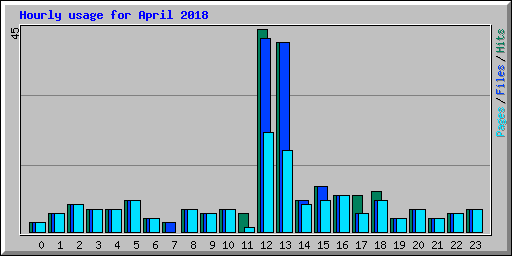 Hourly usage for April 2018
45
Pages/Files/Hits
0 1 2 3 4 5 6 7 8 9 10 11 12 13 14 15 16 17 18 19 20 21 22 23